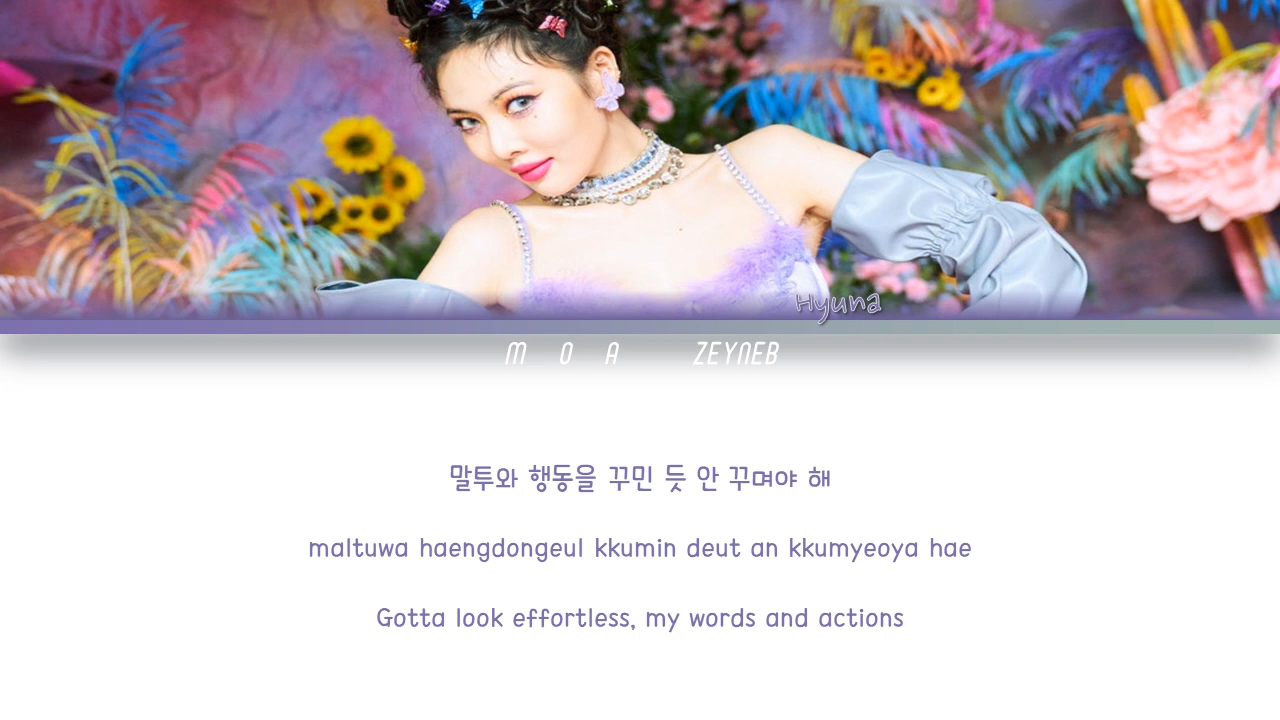 Hyuna
M O A ZEYNEB
말투와 행동을 꾸민 듯 안 꾸며야 해
maltuwa haengdongeul kkumin deut an kkumyeoya hae
Gotta look effortless, my words and actions